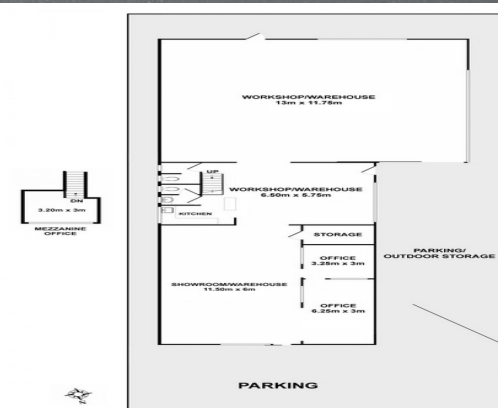 WORKSHOP/WAREHOUSE
13m x 11.75m
UP
WORKSHOP/WAREHOUSE
6.50m x 5.75m
KITCHEN
DN
3.20m x 3m
MEZZANINE
OFFICE
STORAGE
OFFICE
3.25m x 3m
PARKING/
OUTDOOR STORAGE
SHOWROOM/WAREHOUSE
11.50m x 6m
OFFICE
6.25m x 3m
PARKING